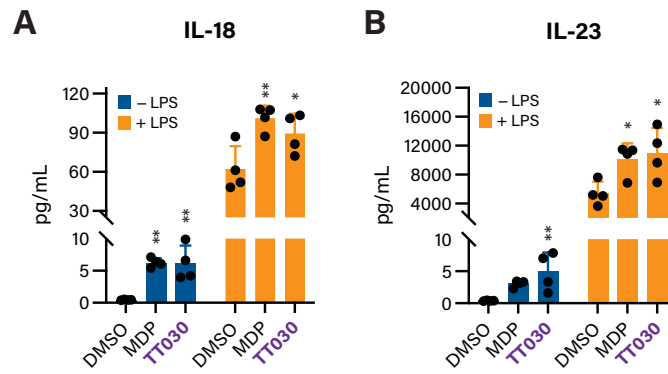 A
IL-18
pg/mL
120
90
60
30
10
5
0
– LPS
+ LPS
**
**
**
*
DMSO
MDP
TT030
DMSO
MDP
TT030
B
IL-23
pg/mL
20000
16000
12000
8000
4000
10
5
0
– LPS
+ LPS
**
*
*
DMSO
MDP
TT030
DMSO
MDP
TT030